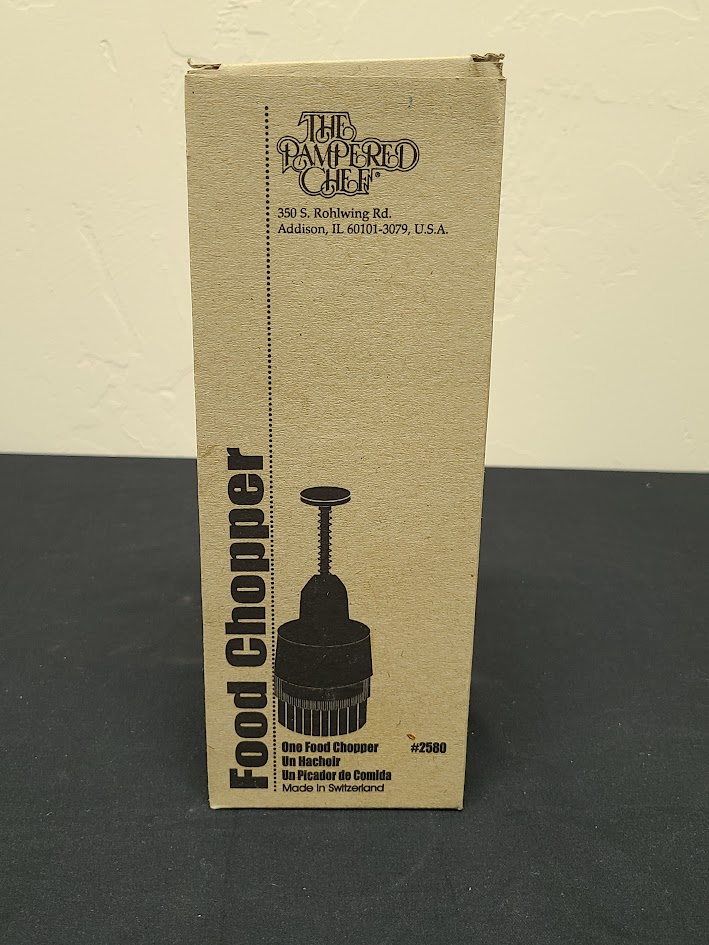 THE
PAMPERED
CHEF®
350 S. Rohlwing Rd.
Addison, IL 60101-3079, U.S.A.
Food Chopper
One Food Chopper #2580
Un Hachoir
Un Picador de Comida
Made in Switzerland